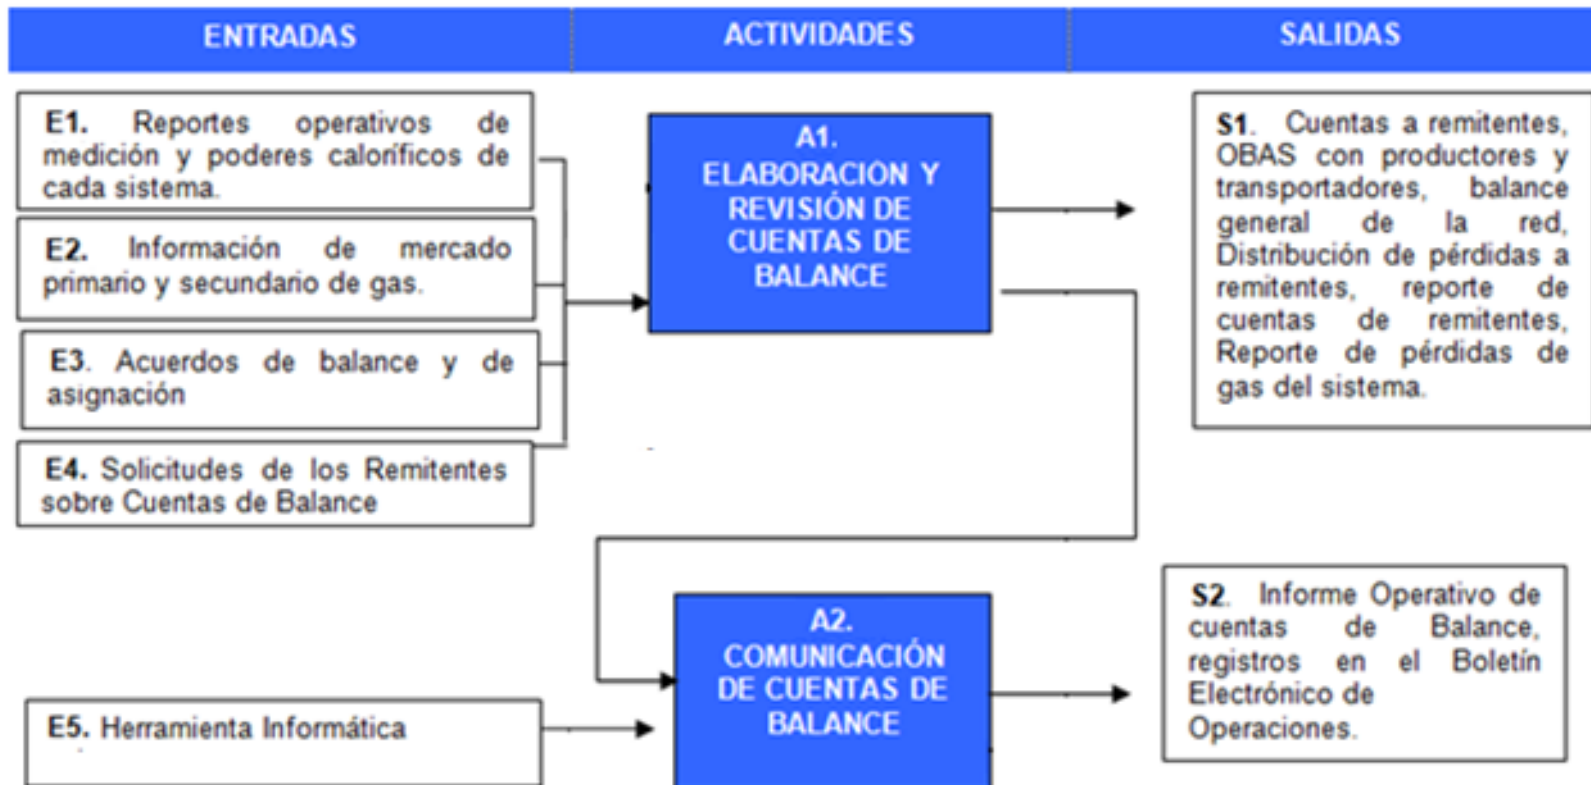 ENTRADAS
ACTIVIDADES
SALIDAS
E1. Reportes operativos de
medición y poderes caloríficos de
cada sistema.
E2. Información de mercado
primario y secundario de gas.
E3. Acuerdos de balance y de
asignación
E4. Solicitudes de los Remitentes
sobre Cuentas de Balance
A1.
ELABORACIÓN Y
REVISIÓN DE
CUENTAS DE
BALANCE
S1. Cuentas a remitentes,
OBAS con productores y
transportadores, balance
general de la red,
Distribución de pérdidas a
remitentes, reporte de
cuentas de remitentes,
Reporte de pérdidas de
gas del sistema.
E5. Herramienta Informática
A2.
COMUNICACIÓN
DE CUENTAS DE
BALANCE
S2. Informe Operativo de
cuentas de Balance,
registros en el Boletín
Electrónico de
Operaciones.